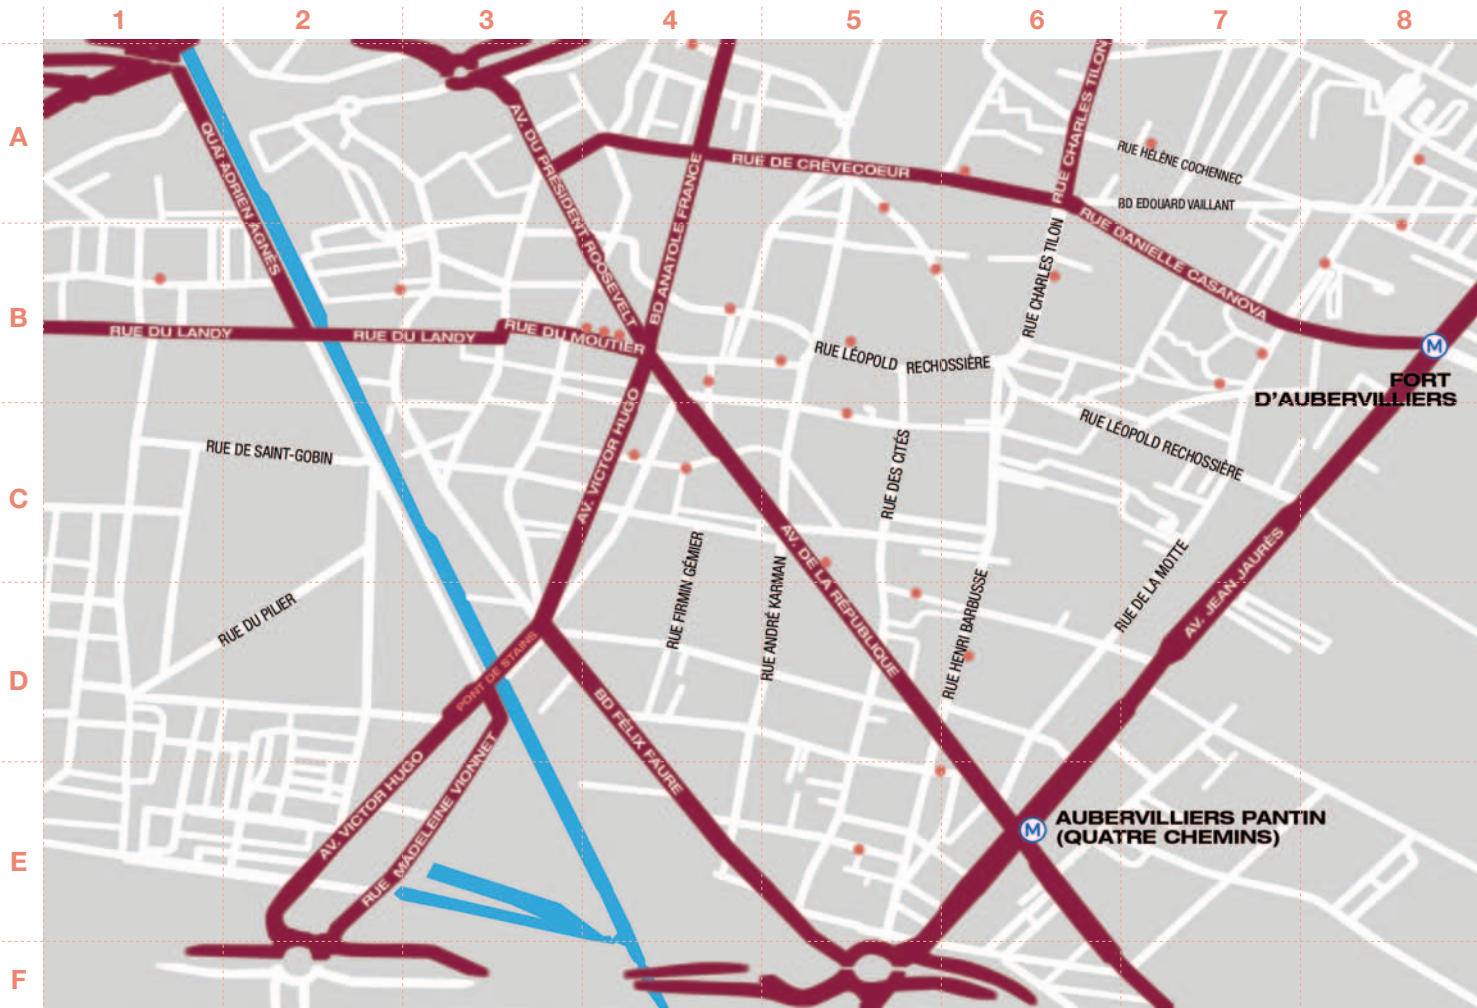 1 2 3 4 5 6 7 8
A
QUAI ADRIEN AGNÈS
AV. DU PRÉSIDENT ROOSEVELT
RUE DE CRÈVECOEUR
BD ANATOLE FRANCE
RUE CHARLES TILON
RUE HÉLÈNE COCHENNEC
BD EDOUARD VAILLANT
RUE DANIELLE CASANOVA
RUE CHARLES TILON
B
RUE DU LANDY
RUE DU LANDY
RUE DU MOUTIER
RUE LÉOPOLD RECHOSSIÈRE
M
FORT
D'AUBERVILLIERS
AV. VICTOR HUGO
RUE LÉOPOLD RECHOSSIÈRE
RUE DE SAINT-GOBIN
C
RUE DES CITÉS
AV. DE LA RÉPUBLIQUE
RUE FIRMIN GÉMIER
RUE ANDRÉ KARMAN
RUE HENRI BARBUSSE
RUE DE LA MOTTE
AV. JEAN JAURÈS
RUE DU PILIER
D
PONT DE STAINS
BD FÉLIX FAURE
AV. VICTOR HUGO
RUE MADELEINE VIONNET
M
AUBERVILLIERS PANTIN
(QUATRE CHEMINS)
E
F